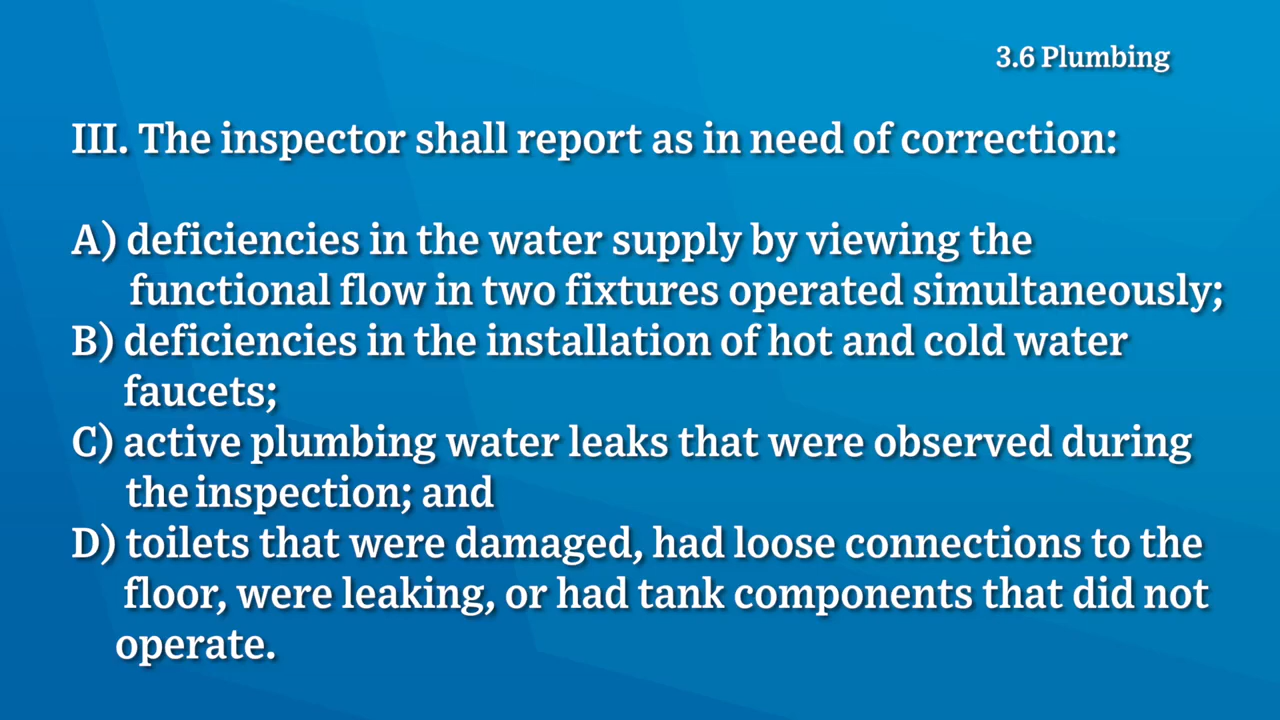 3.6 Plumbing
III. The inspector shall report as in need of correction:
A) deficiencies in the water supply by viewing the
functional flow in two fixtures operated simultaneously;
B) deficiencies in the installation of hot and cold water
faucets;
C) active plumbing water leaks that were observed during
the inspection; and
D) toilets that were damaged, had loose connections to the
floor, were leaking, or had tank components that did not
operate.